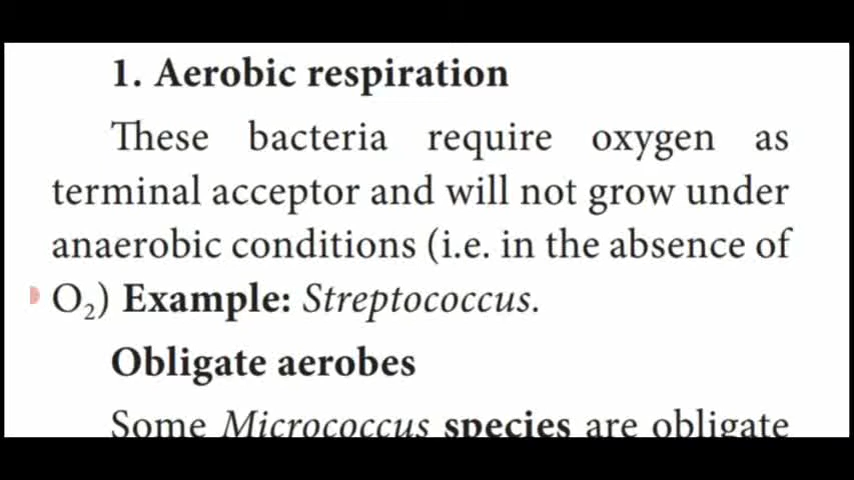 1. Aerobic respiration
These bacteria require oxygen as
terminal acceptor and will not grow under
anaerobic conditions (i.e. in the absence of
O₂) Example: Streptococcus.
Obligate aerobes
Some Micrococcus species are obligate